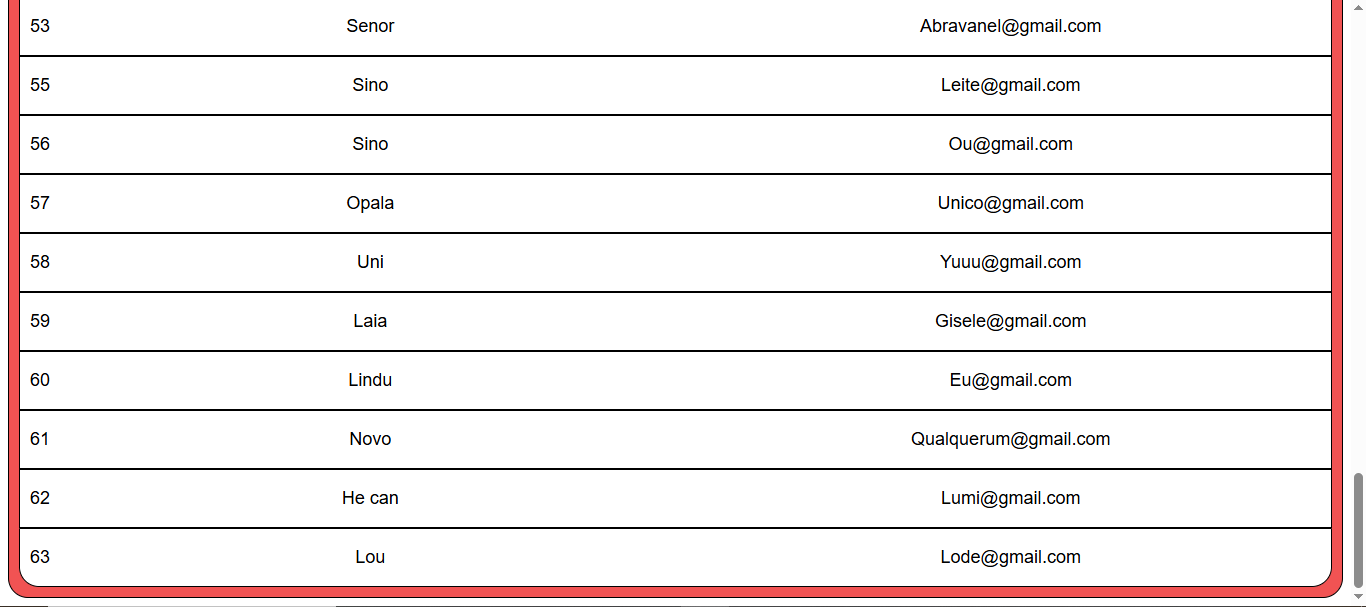 53 Senor Abravanel@gmail.com
55 Sino Leite@gmail.com
56 Sino Ou@gmail.com
57 Opala Unico@gmail.com
58 Uni Yuuu@gmail.com
59 Laia Gisele@gmail.com
60 Lindu Eu@gmail.com
61 Novo Qualquerum@gmail.com
62 He can Lumi@gmail.com
63 Lou Lode@gmail.com